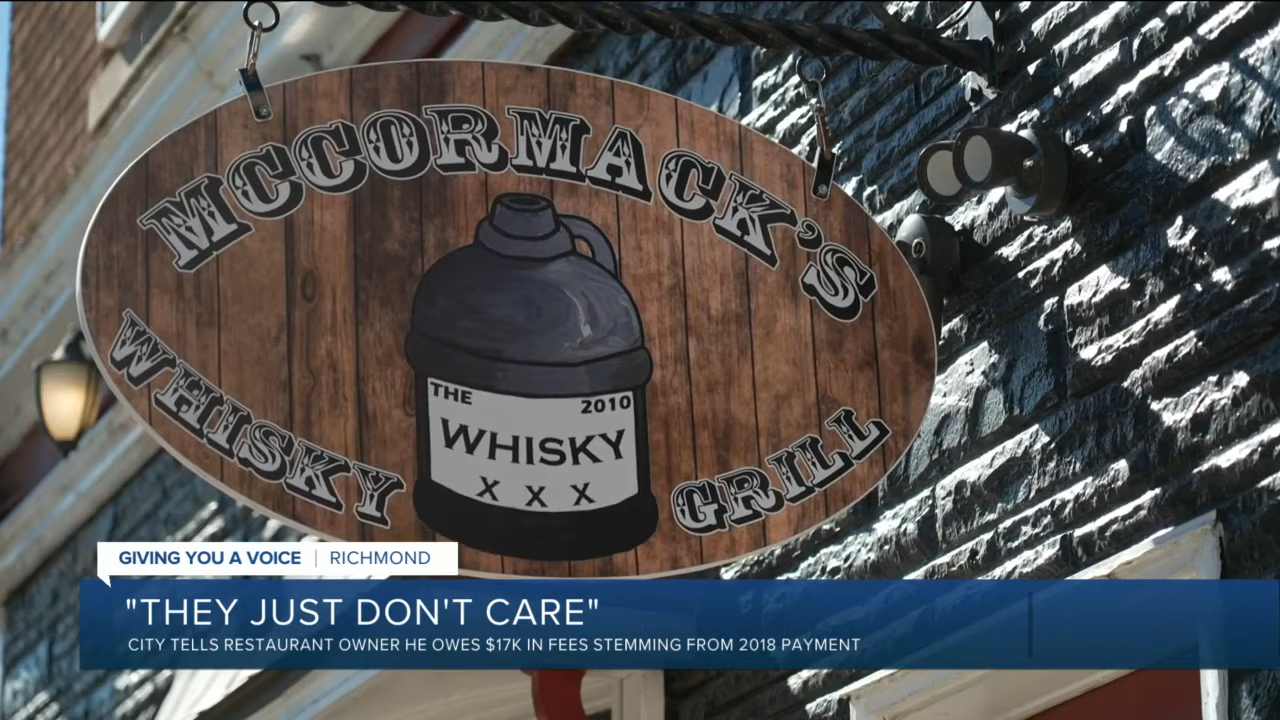 MCCORMACK'S
THE 2010
WHISKY
X X X
WHISKY GRILL
GIVING YOU A VOICE | RICHMOND
"THEY JUST DON'T CARE"
CITY TELLS RESTAURANT OWNER HE OWES $17K IN FEES STEMMING FROM 2018 PAYMENT